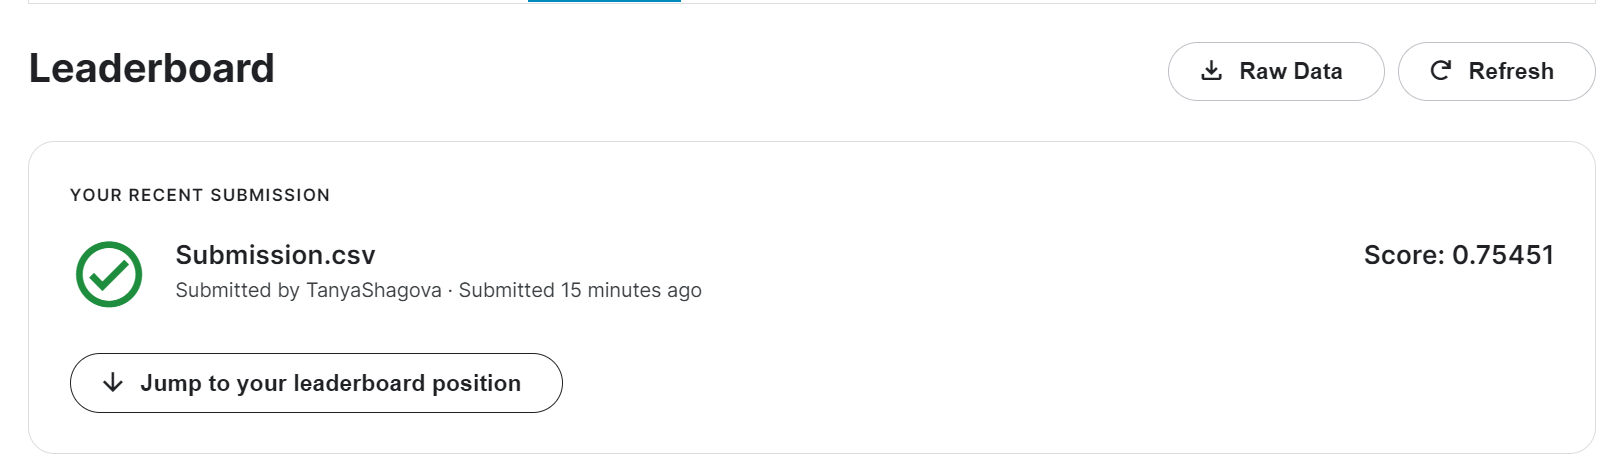 Leaderboard
Raw Data
Refresh
YOUR RECENT SUBMISSION
Submission.csv
Score: 0.75451
Submitted by TanyaShagova · Submitted 15 minutes ago
Jump to your leaderboard position